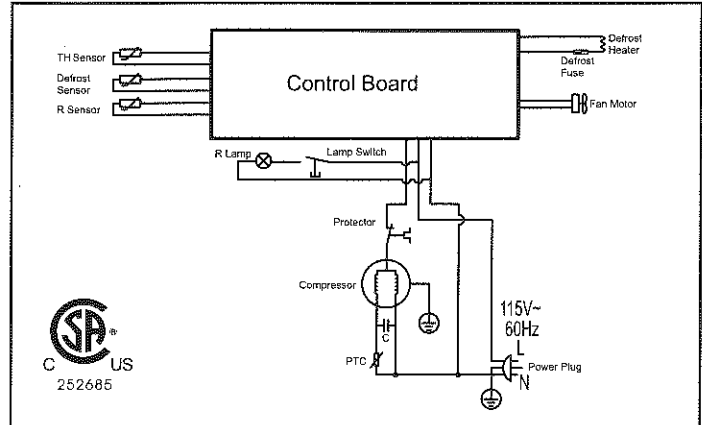 TH Sensor
Defrost
Sensor
R Sensor
Control Board
Defrost
Heater
Defrost
Fuse
Fan Motor
R Lamp
Lamp Switch
Protector
Compressor
C
PTC
115V~
60Hz
L
Power Plug
N
CSA
®
C US
252685